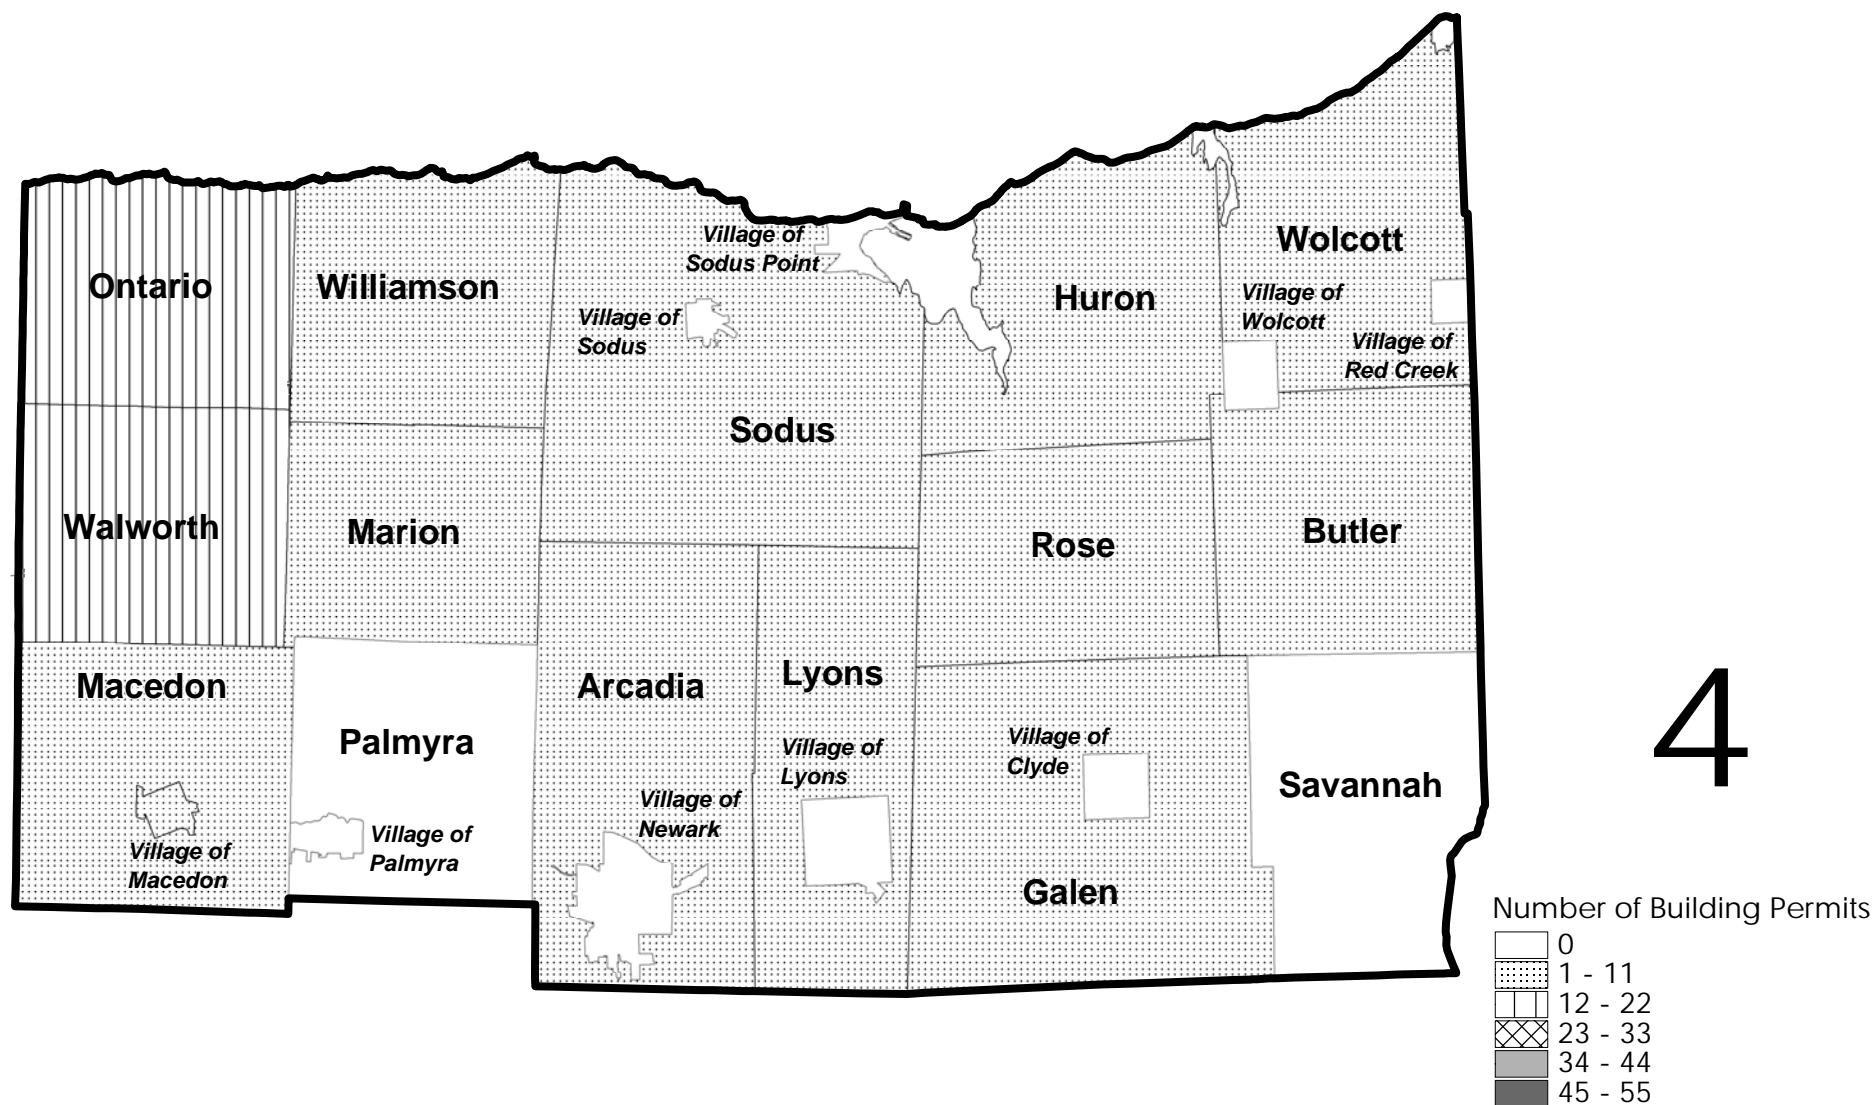 Village of
Sodus Point
Wolcott
Ontario
Williamson
Huron
Village of
Wolcott
Village of
Sodus
Village of
Red Creek
Sodus
Walworth
Marion
Rose
Butler
Macedon
Arcadia
Lyons
Palmyra
Village of
Lyons
Village of
Clyde
Savannah
4
Village of
Newark
Village of
Palmyra
Village of
Macedon
Galen
Number of Building Permits
0
1 - 11
12 - 22
23 - 33
34 - 44
45 - 55